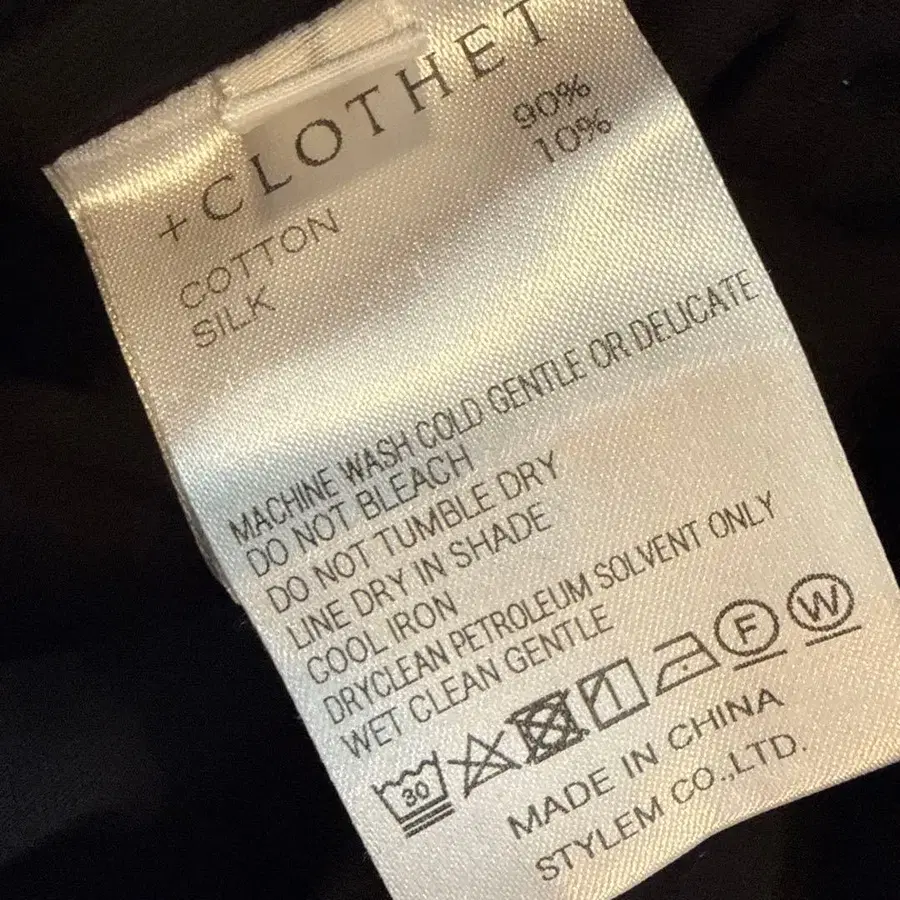 +CLOTHET
COTTON 90%
SILK 10%
MACHINE WASH COLD GENTLE OR DELICATE
DO NOT BLEACH
DO NOT TUMBLE DRY
LINE DRY IN SHADE
COOL IRON
DRYCLEAN PETROLEUM SOLVENT ONLY
WET CLEAN GENTLE
30 F W
MADE IN CHINA
STYLEM CO.,LTD.